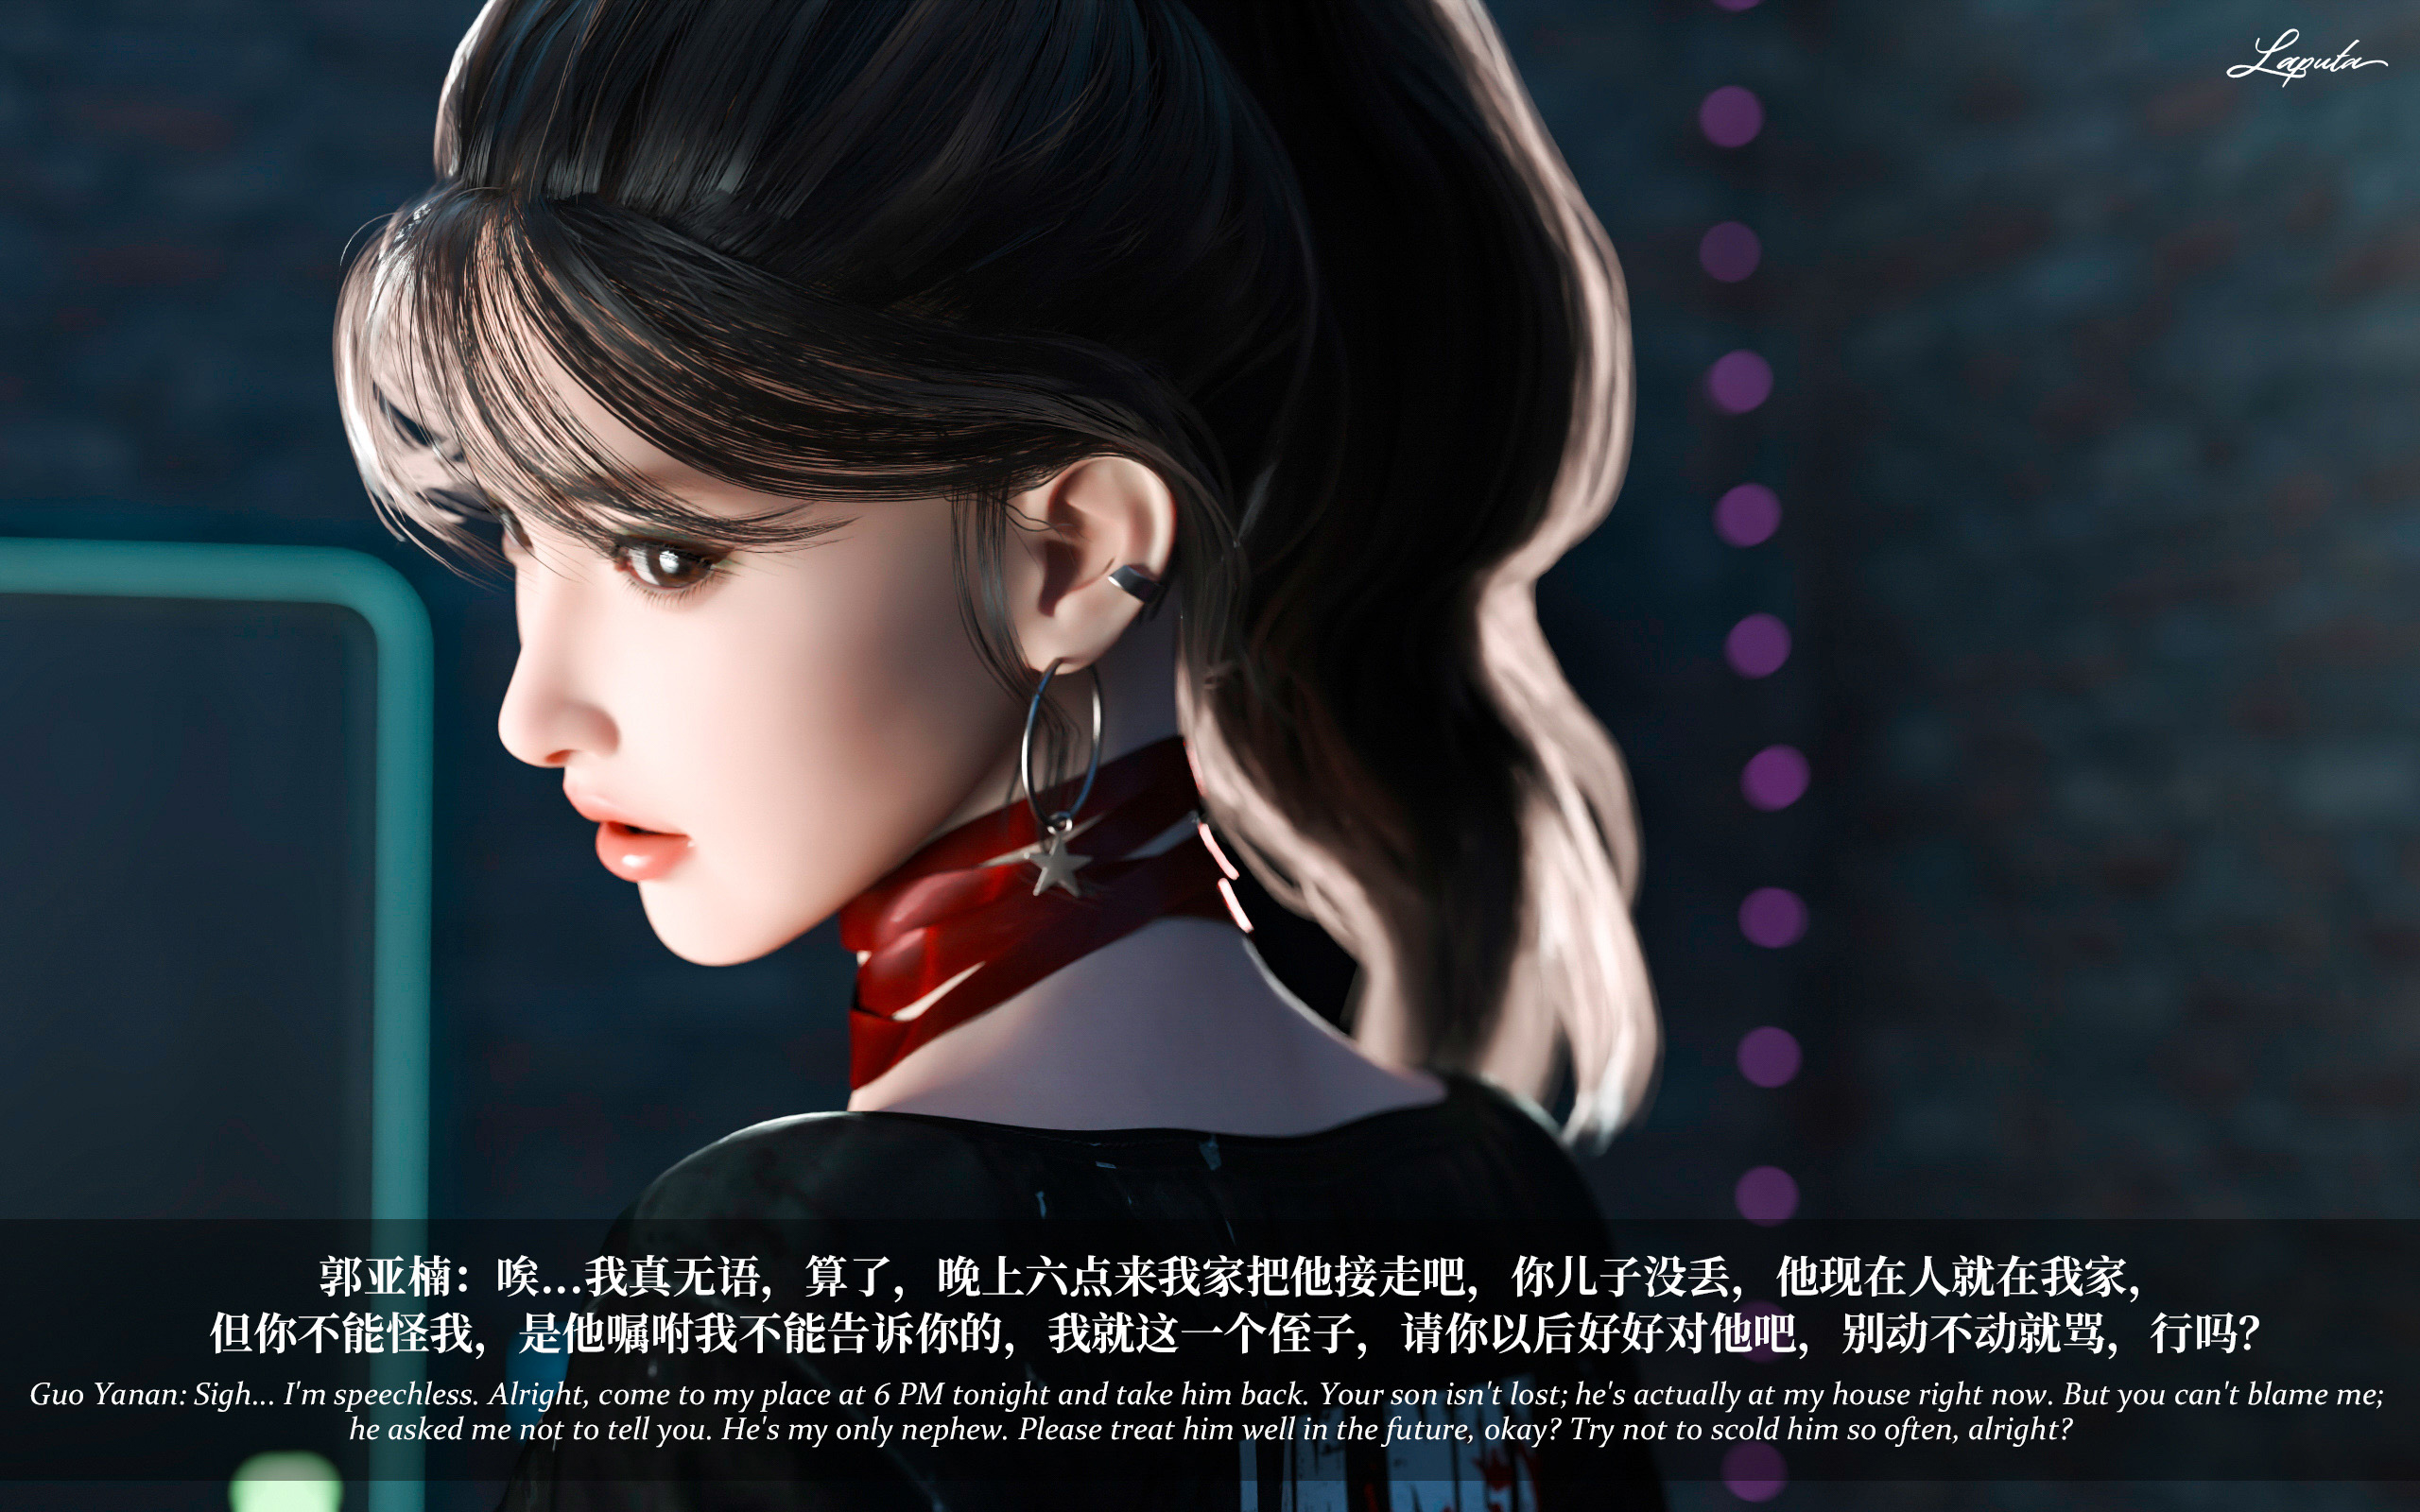 Laputa
郭亚楠：唉...我真无语，算了，晚上六点来我家把他接走吧，你儿子没丢，他现在人就在我家，
但你不能怪我，是他嘱咐我不能告诉你的，我就这一个侄子，请你以后好好对他吧，别动不动就骂，行吗？
Guo Yanan: Sigh... I'm speechless. Alright, come to my place at 6 PM tonight and take him back. Your son isn't lost; he's actually at my house right now. But you can't blame me;
he asked me not to tell you. He's my only nephew. Please treat him well in the future, okay? Try not to scold him so often, alright?